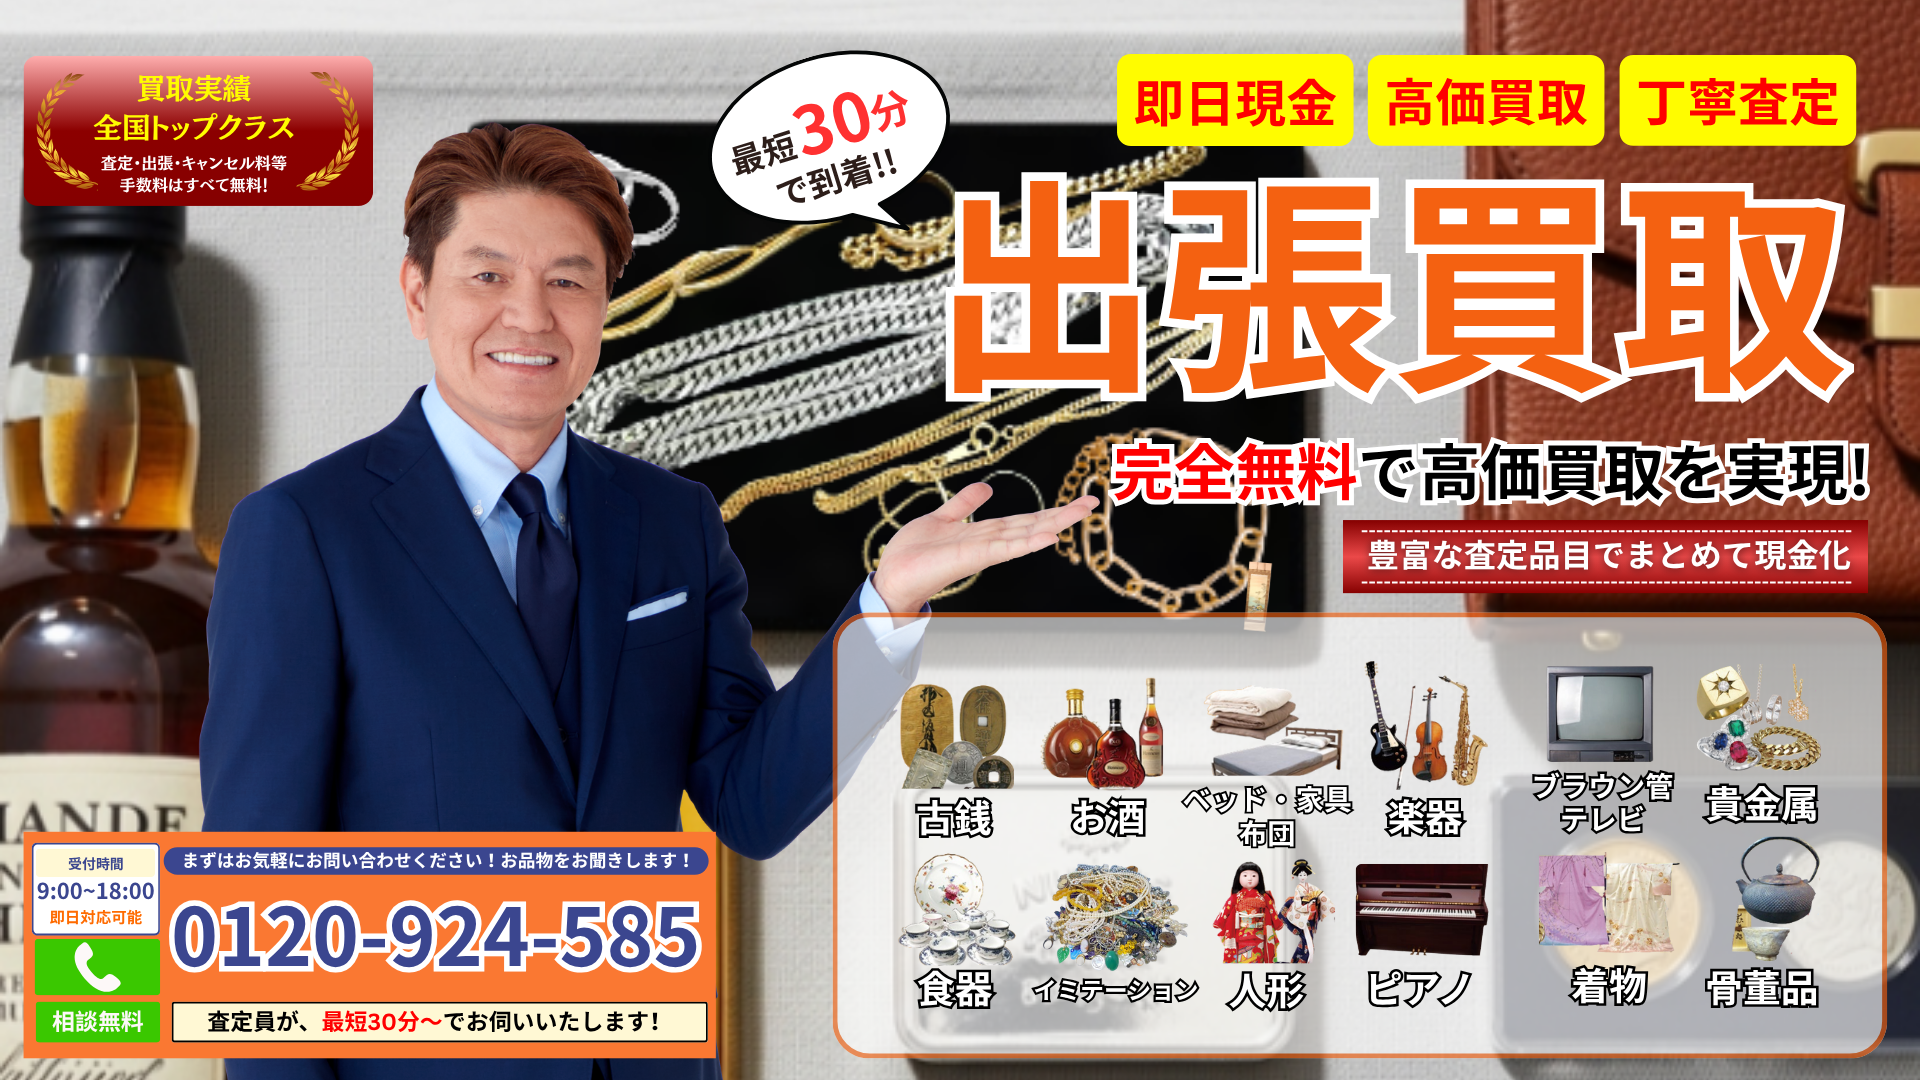 買取実績
全国トップクラス
査定・出張・キャンセル料等
手数料はすべて無料!
最短30分
で到着!!
即日現金
高価買取
丁寧査定
出張買取
完全無料で高価買取を実現!
豊富な査定品目でまとめて現金化
古銭
お酒
ベッド・家具
布団
楽器
ブラウン管
テレビ
貴金属
食器
イミテーション
人形
ピアノ
着物
骨董品
受付時間
9:00~18:00
即日対応可能
相談無料
まずはお気軽にお問い合わせください！お品物をお聞きします！
0120-924-585
査定員が、最短30分〜でお伺いいたします!